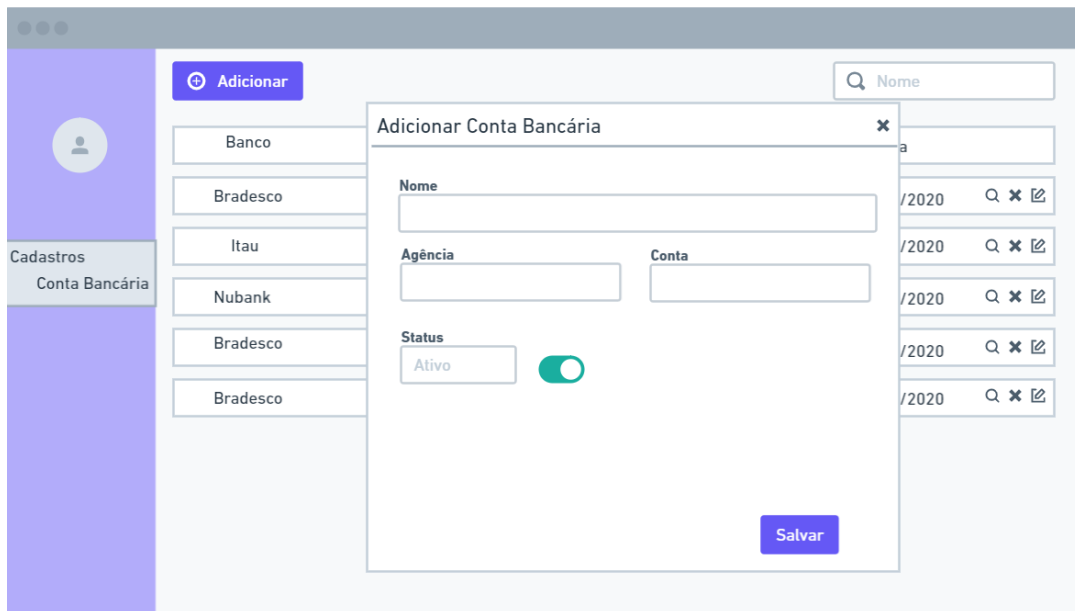 Adicionar
Nome
Banco
Adicionar Conta Bancária
a
Bradesco
Nome
/2020
Cadastros
Conta Bancária
Itau
Agência
Conta
/2020
Nubank
/2020
Bradesco
Status
Ativo
/2020
Bradesco
/2020
Salvar